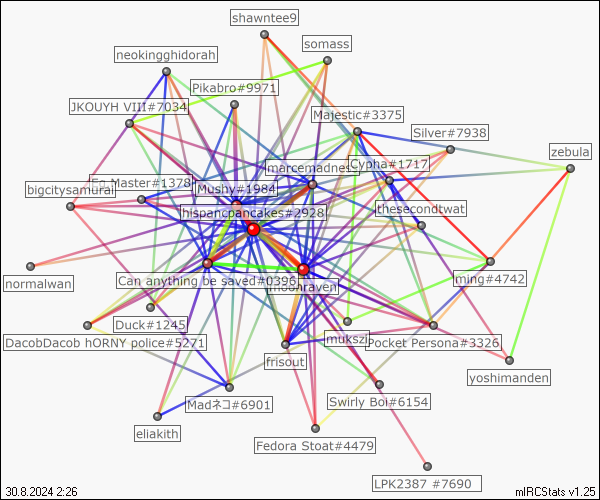 shawntee9
somass
neokingghidorah
Pikabro#9971
JKOUYH VIII#7034
Majestic#3375
Silver#7938
zebula
marcemadness
Cypha#1717
Master#1378
Mushy#1984
bigcitysamurai
hispancpancakes#2928
thesecondtwat
normalwan
Can anything be saved#0396
moonraven
ming#4742
Duck#1245
mukszi
DacobDacob hORNY police#5271
Pocket Persona#3326
frisout
yoshimanden
Madネコ#6901
Swirly Boi#6154
eliakith
Fedora Stoat#4479
LPK2387 #7690
30.8.2024 2:26
mIRCStats v1.25